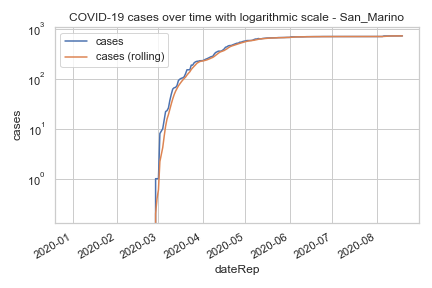 COVID-19 cases over time with logarithmic scale - San_Marino
cases
cases (rolling)
10³
10²
10¹
10⁰
cases
2020-01
2020-02
2020-03
2020-04
2020-05
2020-06
2020-07
2020-08
dateRep